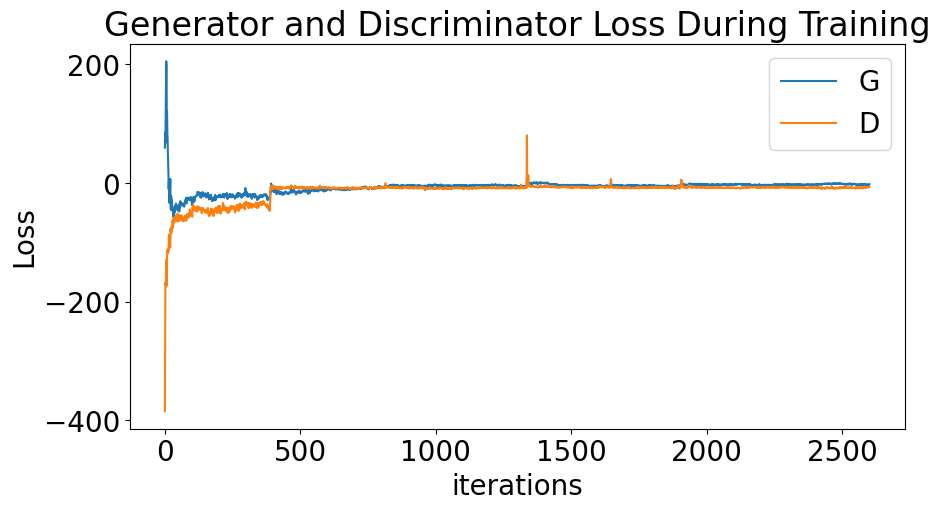 Generator and Discriminator Loss During Training
G
D
200
0
−200
−400
Loss
0 500 1000 1500 2000 2500
iterations